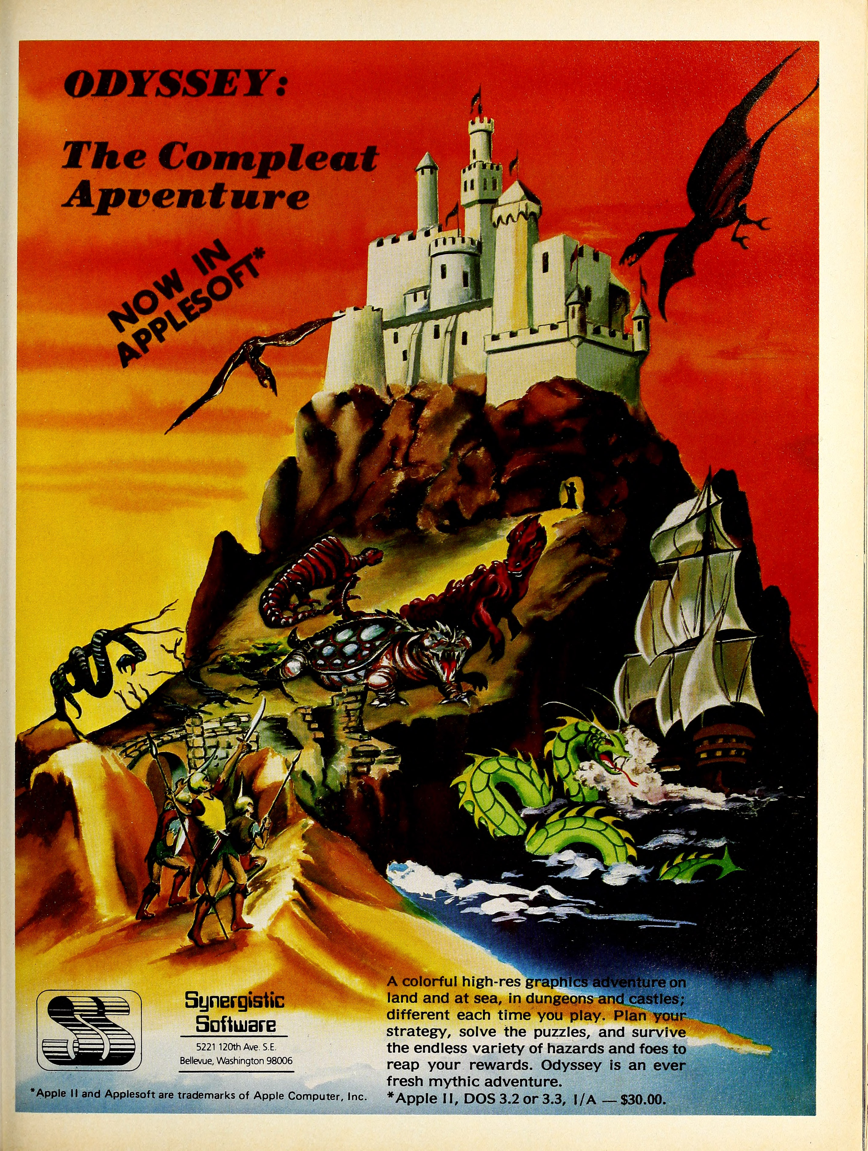 ODYSSEY:
The Compleat
Apventure
NOW IN
APPLESOFT*
A colorful high-res graphics adventure on
land and at sea, in dungeons and castles;
different each time you play. Plan your
strategy, solve the puzzles, and survive
the endless variety of hazards and foes to
reap your rewards. Odyssey is an ever
fresh mythic adventure.
*Apple II, DOS 3.2 or 3.3, I/A — $30.00.
SS
Synergistic
Software
5221 120th Ave. S.E.
Bellevue, Washington 98006
*Apple II and Applesoft are trademarks of Apple Computer, Inc.